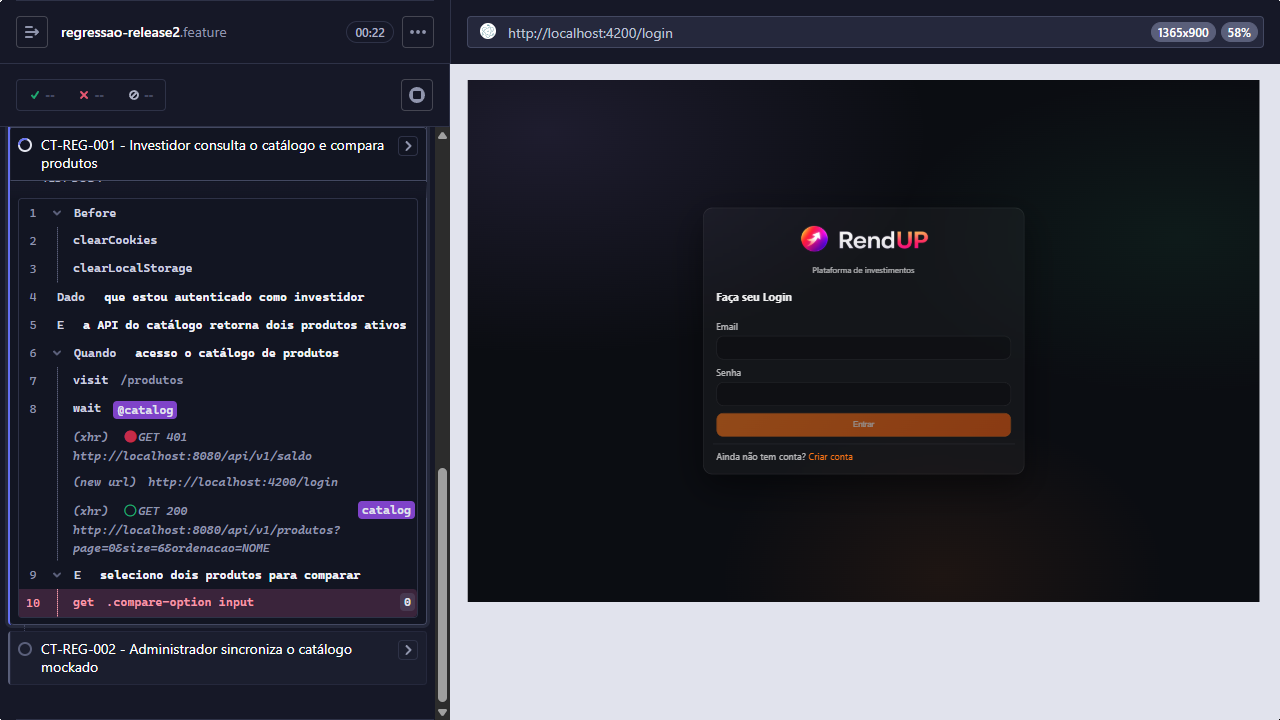 regressao-release2.feature
00:22
http://localhost:4200/login
1365x900
58%
--
--
--
CT-REG-001 - Investidor consulta o catálogo e compara
produtos
1 Before
2 clearCookies
3 clearLocalStorage
4 Dado que estou autenticado como investidor
5 E a API do catálogo retorna dois produtos ativos
6 Quando acesso o catálogo de produtos
7 visit /produtos
8 wait @catalog
(xhr) GET 401
http://localhost:8080/api/v1/saldo
(new url) http://localhost:4200/login
(xhr) GET 200 catalog
http://localhost:8080/api/v1/produtos?
page=0&size=6&ordenacao=NOME
9 E seleciono dois produtos para comparar
10 get .compare-option input 0
CT-REG-002 - Administrador sincroniza o catálogo
mockado
RendUP
Plataforma de investimentos
Faça seu Login
Email
Senha
Entrar
Ainda não tem conta? Criar conta